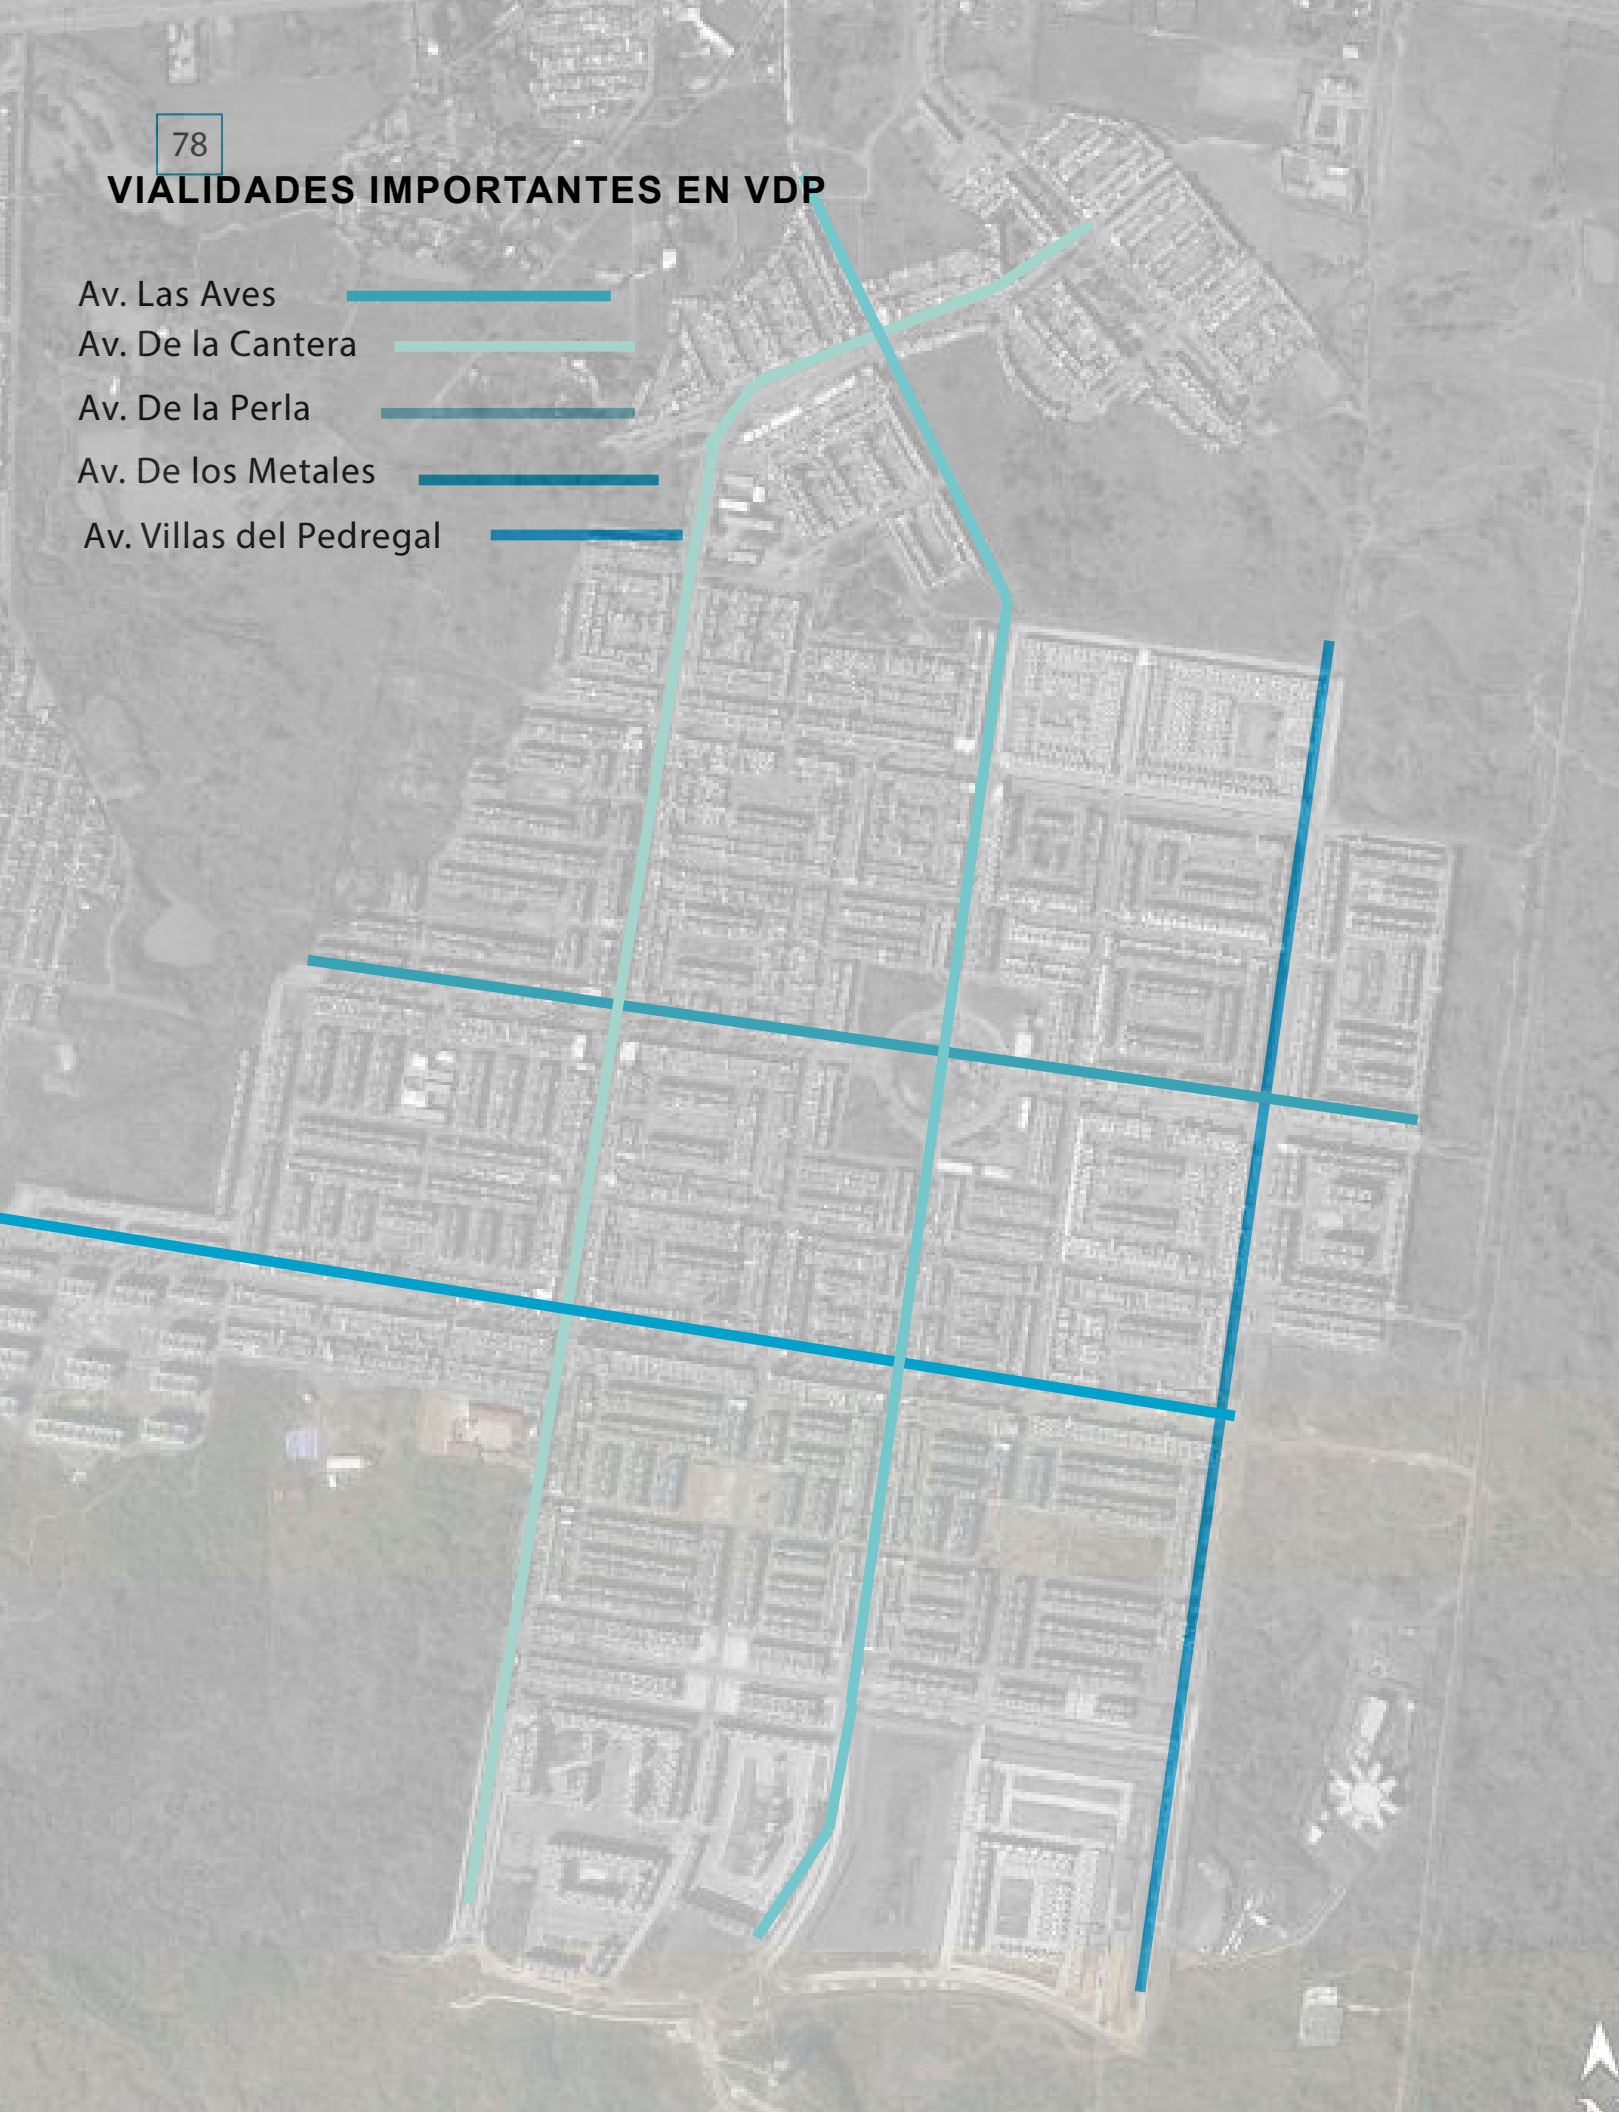 78
VIALIDADES IMPORTANTES EN VDP
Av. Las Aves
Av. De la Cantera
Av. De la Perla
Av. De los Metales
Av. Villas del Pedregal